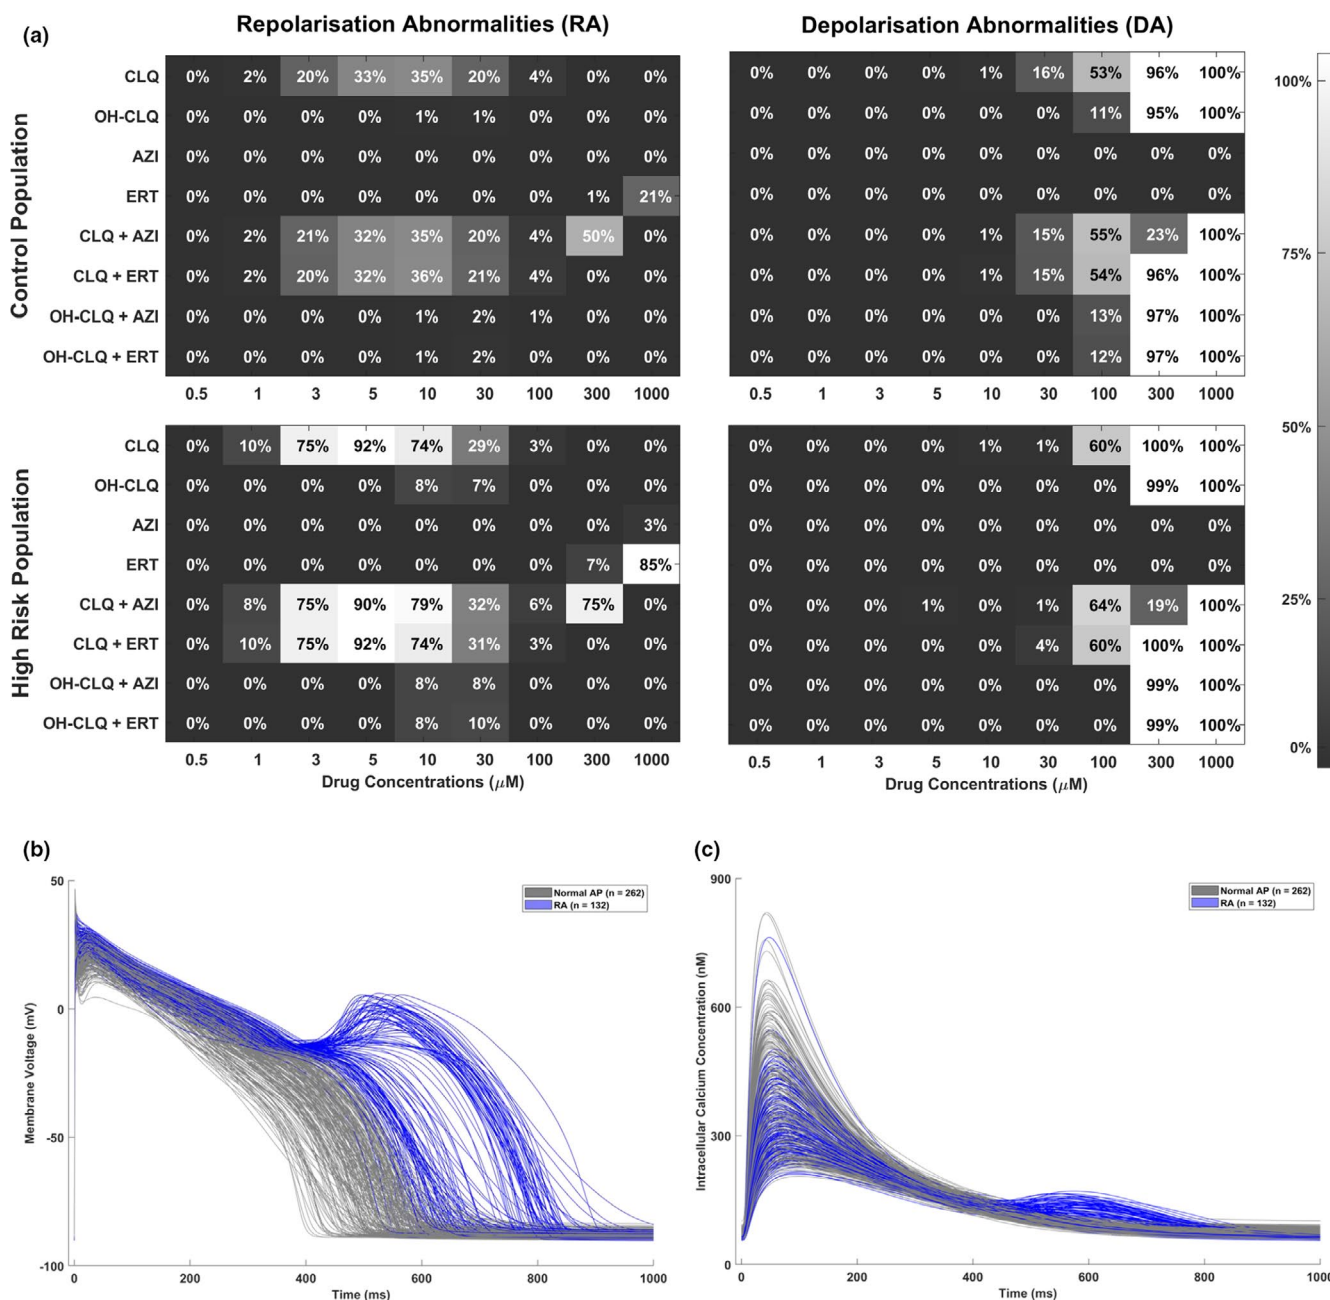 (a)
Repolarisation Abnormalities (RA)
Depolarisation Abnormalities (DA)
Control Population
CLQ 0% 2% 20% 33% 35% 20% 4% 0% 0% 0% 0% 0% 0% 1% 16% 53% 96% 100%
OH-CLQ 0% 0% 0% 0% 1% 1% 0% 0% 0% 0% 0% 0% 0% 0% 0% 11% 95% 100%
AZI 0% 0% 0% 0% 0% 0% 0% 0% 0% 0% 0% 0% 0% 0% 0% 0% 0% 0%
ERT 0% 0% 0% 0% 0% 0% 0% 1% 21% 0% 0% 0% 0% 0% 0% 0% 0% 0%
CLQ + AZI 0% 2% 21% 32% 35% 20% 4% 50% 0% 0% 0% 0% 0% 1% 15% 55% 23% 100%
CLQ + ERT 0% 2% 20% 32% 36% 21% 4% 0% 0% 0% 0% 0% 0% 1% 15% 54% 96% 100%
OH-CLQ + AZI 0% 0% 0% 0% 1% 2% 1% 0% 0% 0% 0% 0% 0% 0% 0% 13% 97% 100%
OH-CLQ + ERT 0% 0% 0% 0% 1% 2% 0% 0% 0% 0% 0% 0% 0% 0% 0% 12% 97% 100%
0.5 1 3 5 10 30 100 300 1000 0.5 1 3 5 10 30 100 300 1000
High Risk Population
CLQ 0% 10% 75% 92% 74% 29% 3% 0% 0% 0% 0% 0% 0% 1% 1% 60% 100% 100%
OH-CLQ 0% 0% 0% 0% 8% 7% 0% 0% 0% 0% 0% 0% 0% 0% 0% 0% 99% 100%
AZI 0% 0% 0% 0% 0% 0% 0% 0% 3% 0% 0% 0% 0% 0% 0% 0% 0% 0%
ERT 0% 0% 0% 0% 0% 0% 0% 7% 85% 0% 0% 0% 0% 0% 0% 0% 0% 0%
CLQ + AZI 0% 8% 75% 90% 79% 32% 6% 75% 0% 0% 0% 0% 1% 0% 1% 64% 19% 100%
CLQ + ERT 0% 10% 75% 92% 74% 31% 3% 0% 0% 0% 0% 0% 0% 0% 4% 60% 100% 100%
OH-CLQ + AZI 0% 0% 0% 0% 8% 8% 0% 0% 0% 0% 0% 0% 0% 0% 0% 0% 99% 100%
OH-CLQ + ERT 0% 0% 0% 0% 8% 10% 0% 0% 0% 0% 0% 0% 0% 0% 0% 0% 99% 100%
0.5 1 3 5 10 30 100 300 1000 0.5 1 3 5 10 30 100 300 1000
Drug Concentrations (μM)
Drug Concentrations (μM)
100%
75%
50%
25%
0%
(b)
50
0
-50
-100
Membrane Voltage (mV)
Normal AP (n = 262)
RA (n = 132)
0 200 400 600 800 1000
Time (ms)
(c)
900
600
300
0
Intracellular Calcium Concentration (nM)
Normal AP (n = 262)
RA (n = 132)
0 200 400 600 800 1000
Time (ms)